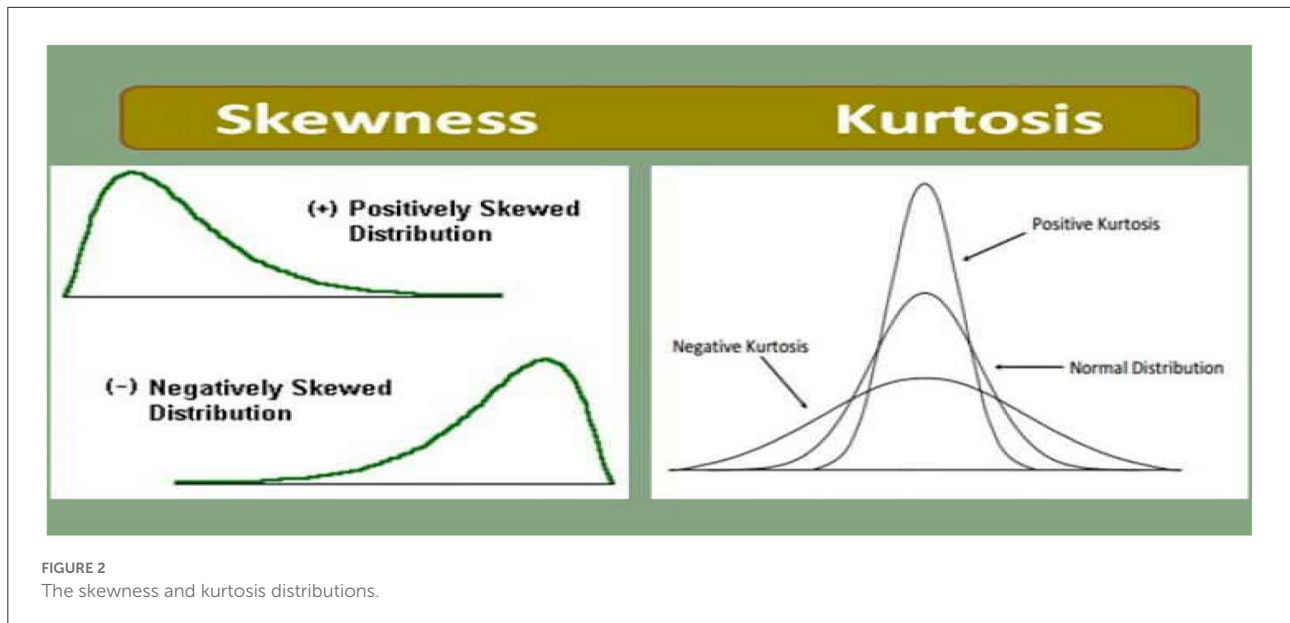 Skewness
Kurtosis
(+) Positively Skewed
Distribution
(-) Negatively Skewed
Distribution
Positive Kurtosis
Negative Kurtosis
Normal Distribution
FIGURE 2
The skewness and kurtosis distributions.